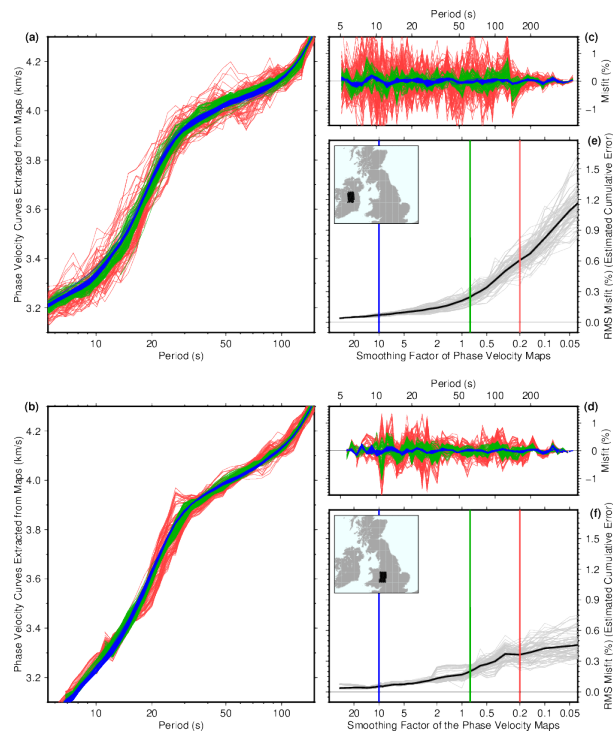 Period (s)
5 10 20 50 100 200
(a)
(c)
4.2
4.0
3.8
3.6
3.4
3.2
Phase Velocity Curves Extracted from Maps (km/s)
10 20 50 100
Period (s)
1
0
−1
Misfit (%)
(e)
1.5
1.2
0.9
0.6
0.3
0.0
RMS Misfit (%) (Estimated Cumulative Error)
20 10 5 2 1 0.5 0.2 0.1 0.05
Smoothing Factor of Phase Velocity Maps
Period (s)
5 10 20 50 100 200
(b)
(d)
4.2
4.0
3.8
3.6
3.4
3.2
Phase Velocity Curves Extracted from Maps (km/s)
10 20 50 100
Period (s)
1
0
−1
Misfit (%)
(f)
1.5
1.2
0.9
0.6
0.3
0.0
RMS Misfit (%) (Estimated Cumulative Error)
20 10 5 2 1 0.5 0.2 0.1 0.05
Smoothing Factor of the Phase Velocity Maps